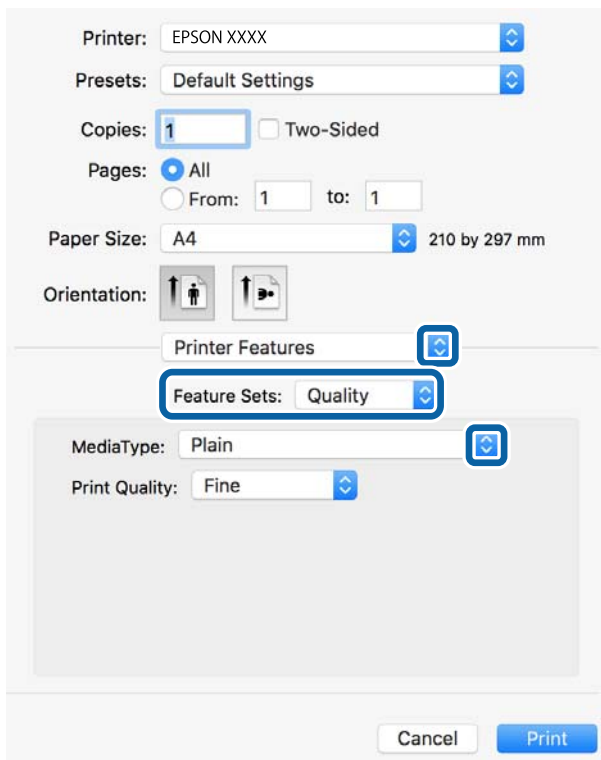 Printer: EPSON XXXX
Presets: Default Settings
Copies: 1 Two-Sided
Pages: All
From: 1 to: 1
Paper Size: A4 210 by 297 mm
Orientation:
Printer Features
Feature Sets: Quality
MediaType: Plain
Print Quality: Fine
Cancel Print